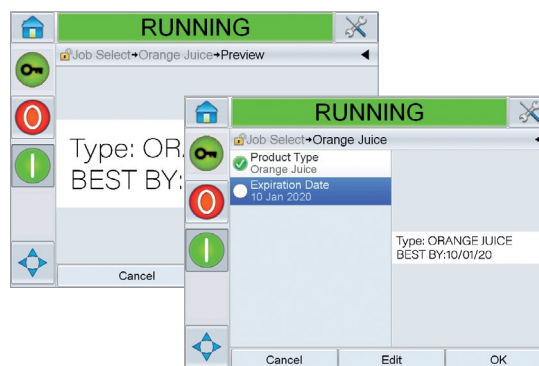 RUNNING
Job Select→Orange Juice→Preview
Type: OR
BEST BY:
Cancel
RUNNING
Job Select→Orange Juice
Product Type
Orange Juice
Expiration Date
10 Jan 2020
Type: ORANGE JUICE
BEST BY:10/01/20
Cancel
Edit
OK